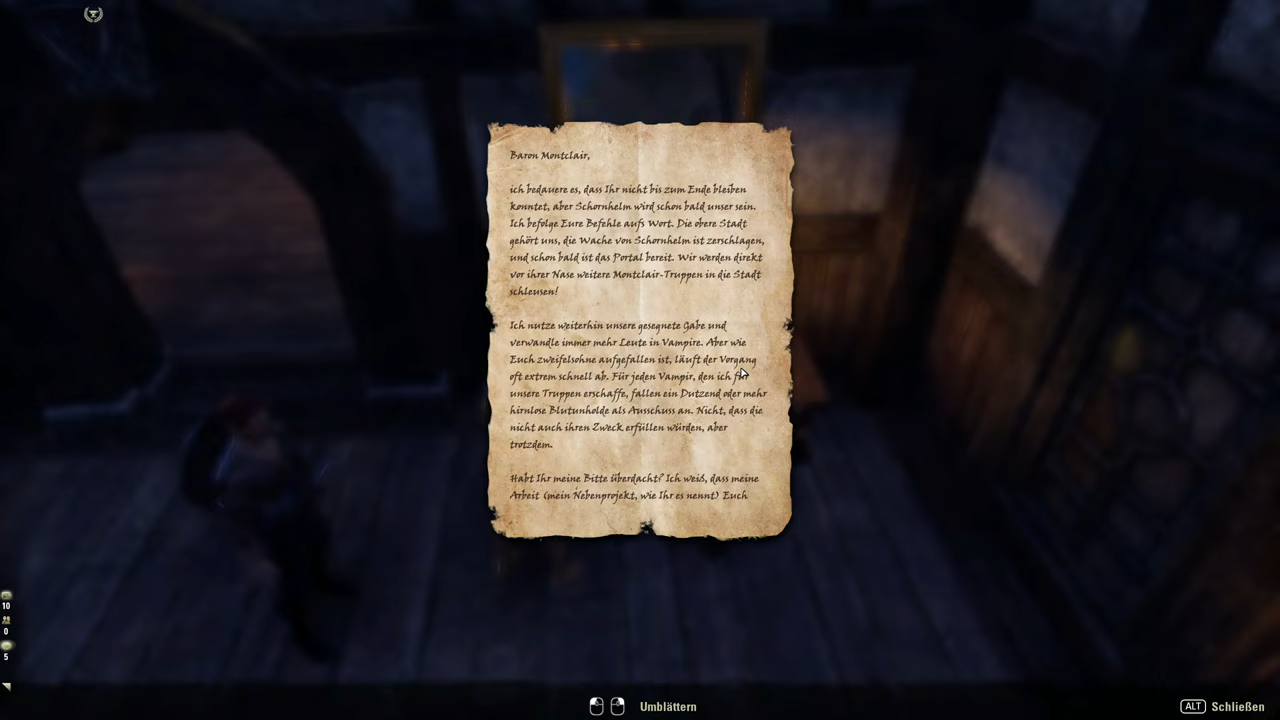 Baron Montclair,
ich bedauere es, dass Ihr nicht bis zum Ende bleiben
konntet, aber Schornhelm wird schon bald unser sein.
Ich befolge Eure Befehle aufs Wort. Die obere Stadt
gehört uns, die Wache von Schornhelm ist zerschlagen,
und schon bald ist das Portal bereit. Wir werden direkt
vor ihrer Nase weitere Montclair-Truppen in die Stadt
schleusen!
Ich nutze weiterhin unsere gesegnete Gabe und
verwandle immer mehr Leute in Vampire. Aber wie
Euch zweifelsohne aufgefallen ist, läuft der Vorgang
oft extrem schnell ab. Für jeden Vampir, den ich für
unsere Truppen erschaffe, fallen ein Dutzend oder mehr
hirnlose Blutunholde als Ausschuss an. Nicht, dass die
nicht auch ihren Zweck erfüllen würden, aber
trotzdem.
Habt Ihr meine Bitte überdacht? Ich weiß, dass meine
Arbeit (mein Nebenprojekt, wie Ihr es nennt) Euch
10
0
5
Umblättern
ALT Schließen